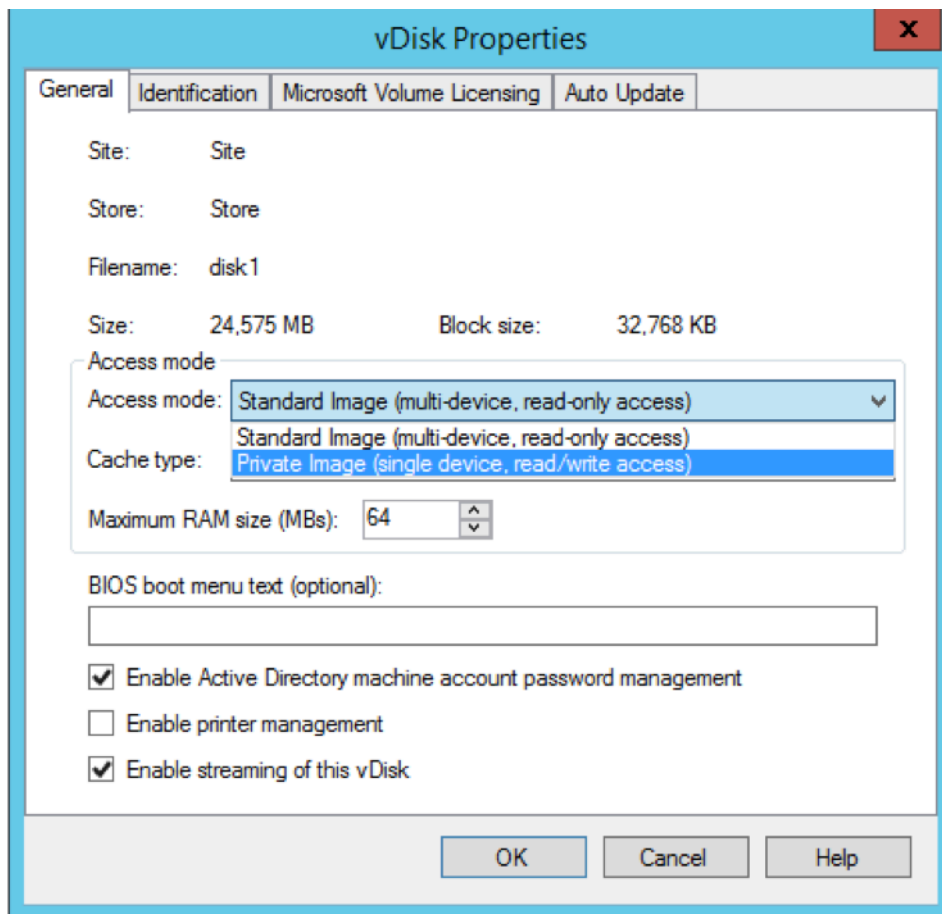 vDisk Properties
x
General Identification Microsoft Volume Licensing Auto Update
Site: Site
Store: Store
Filename: disk1
Size: 24,575 MB Block size: 32,768 KB
Access mode
Access mode: Standard Image (multi-device, read-only access)
Standard Image (multi-device, read-only access)
Cache type: Private Image (single device, read/write access)
Maximum RAM size (MBs): 64
BIOS boot menu text (optional):
Enable Active Directory machine account password management
Enable printer management
Enable streaming of this vDisk
OK Cancel Help